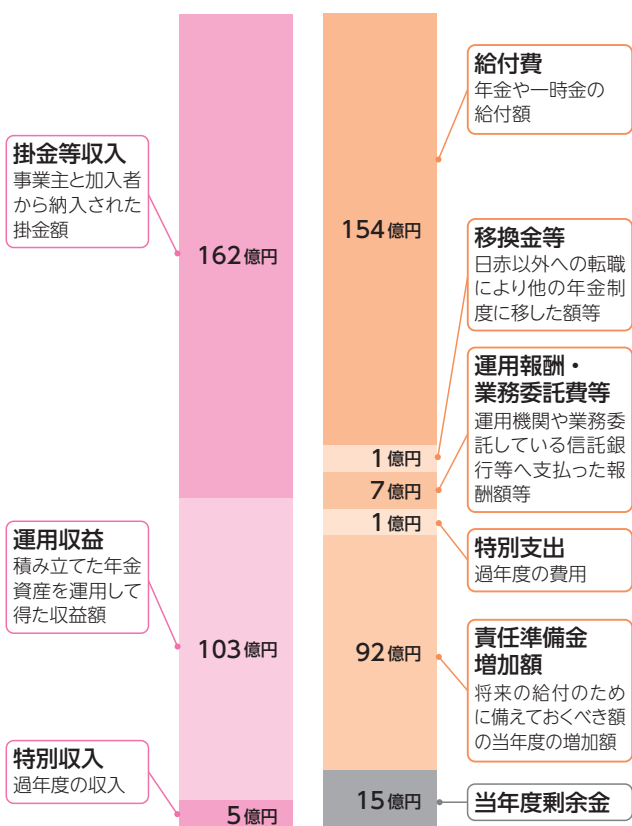 掛金等収入
事業主と加入者
から納入された
掛金額
162億円
運用収益
積み立てた年金
資産を運用して
得た収益額
103億円
特別収入
過年度の収入
5億円
給付費
年金や一時金の
給付額
154億円
移換金等
日赤以外への転職
により他の年金制
度に移した額等
1億円
運用報酬・
業務委託費等
運用機関や業務委
託している信託銀
行等へ支払った報
酬額等
7億円
特別支出
過年度の費用
1億円
責任準備金
増加額
将来の給付のため
に備えておくべき額
の当年度の増加額
92億円
当年度剰余金
15億円